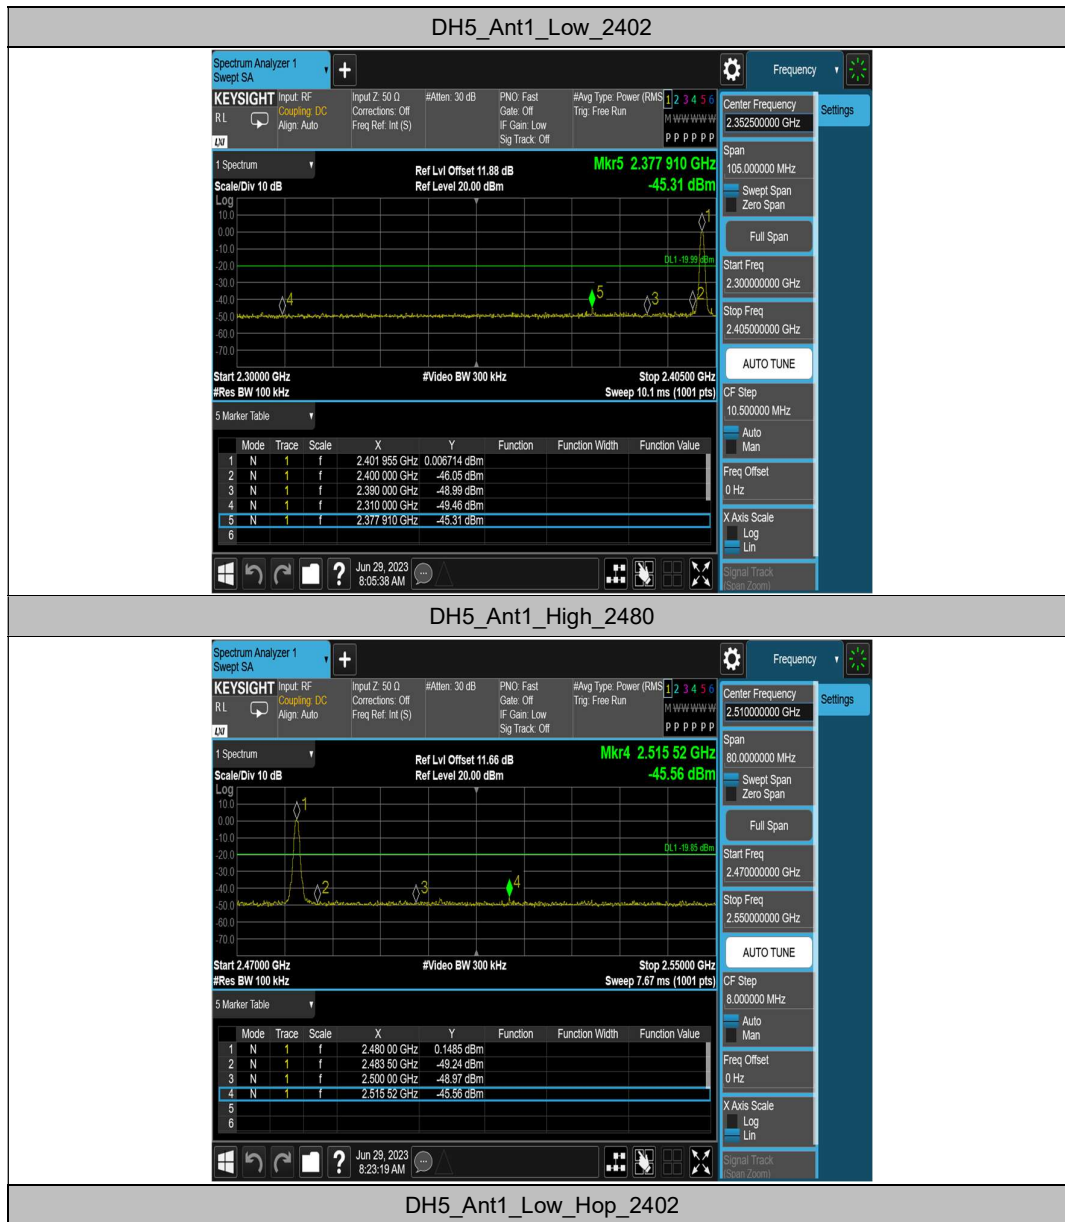 DH5_Ant1_Low_2402
Spectrum Analyzer 1
Swept SA
Frequency
KEYSIGHT Input: RF Input Z: 50 Ω #Atten: 30 dB PNO: Fast #Avg Type: Power (RMS 1 2 3 4 5 6
RL Coupling: DC Corrections: Off Gate: Off Trig: Free Run M W W W W W
Align: Auto Freq Ref: Int (S) IF Gain: Low
LXI Sig Track: Off P P P P P P
Center Frequency
2.352500000 GHz
Settings
Span
105.000000 MHz
Swept Span
Zero Span
Full Span
Start Freq
2.300000000 GHz
Stop Freq
2.405000000 GHz
AUTO TUNE
CF Step
10.500000 MHz
Auto
Man
Freq Offset
0 Hz
X Axis Scale
Log
Lin
Signal Track
(Span Zoom)
1 Spectrum Ref Lvl Offset 11.88 dB Mkr5 2.377 910 GHz
Scale/Div 10 dB Ref Level 20.00 dBm -45.31 dBm
Log
10.0
0.00
-10.0
-20.0
-30.0
-40.0
-50.0
-60.0
-70.0
DL1 -19.99 dBm
1
4 5 3 2
Start 2.30000 GHz #Video BW 300 kHz Stop 2.40500 GHz
#Res BW 100 kHz Sweep 10.1 ms (1001 pts)
5 Marker Table
Mode Trace Scale X Y Function Function Width Function Value
1 N 1 f 2.401 955 GHz 0.006714 dBm
2 N 1 f 2.400 000 GHz -46.05 dBm
3 N 1 f 2.390 000 GHz -48.99 dBm
4 N 1 f 2.310 000 GHz -49.46 dBm
5 N 1 f 2.377 910 GHz -45.31 dBm
6
? Jun 29, 2023
8:05:38 AM
DH5_Ant1_High_2480
Spectrum Analyzer 1
Swept SA
Frequency
KEYSIGHT Input: RF Input Z: 50 Ω #Atten: 30 dB PNO: Fast #Avg Type: Power (RMS 1 2 3 4 5 6
RL Coupling: DC Corrections: Off Gate: Off Trig: Free Run M W W W W W
Align: Auto Freq Ref: Int (S) IF Gain: Low
LXI Sig Track: Off P P P P P P
Center Frequency
2.510000000 GHz
Settings
Span
80.0000000 MHz
Swept Span
Zero Span
Full Span
Start Freq
2.470000000 GHz
Stop Freq
2.550000000 GHz
AUTO TUNE
CF Step
8.000000 MHz
Auto
Man
Freq Offset
0 Hz
X Axis Scale
Log
Lin
Signal Track
(Span Zoom)
1 Spectrum Ref Lvl Offset 11.66 dB Mkr4 2.515 52 GHz
Scale/Div 10 dB Ref Level 20.00 dBm -45.56 dBm
Log
10.0
0.00
-10.0
-20.0
-30.0
-40.0
-50.0
-60.0
-70.0
DL1 -19.85 dBm
1
2 3 4
Start 2.47000 GHz #Video BW 300 kHz Stop 2.55000 GHz
#Res BW 100 kHz Sweep 7.67 ms (1001 pts)
5 Marker Table
Mode Trace Scale X Y Function Function Width Function Value
1 N 1 f 2.480 00 GHz 0.1485 dBm
2 N 1 f 2.483 50 GHz -49.24 dBm
3 N 1 f 2.500 00 GHz -48.97 dBm
4 N 1 f 2.515 52 GHz -45.56 dBm
5
6
? Jun 29, 2023
8:23:19 AM
DH5_Ant1_Low_Hop_2402